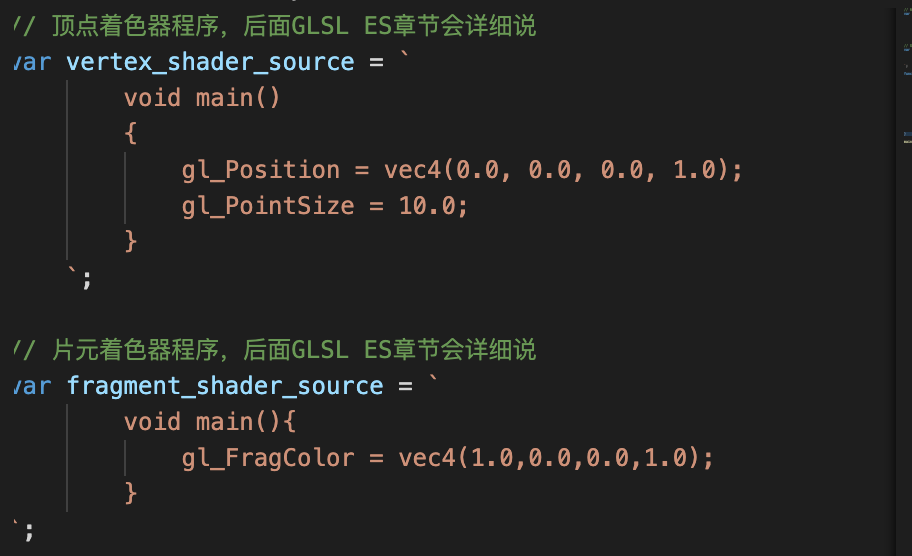 // 顶点着色器程序，后面GLSL ES章节会详细说
var vertex_shader_source = `
void main()
{
gl_Position = vec4(0.0, 0.0, 0.0, 1.0);
gl_PointSize = 10.0;
}
`;
// 片元着色器程序，后面GLSL ES章节会详细说
var fragment_shader_source = `
void main(){
gl_FragColor = vec4(1.0,0.0,0.0,1.0);
}
`;